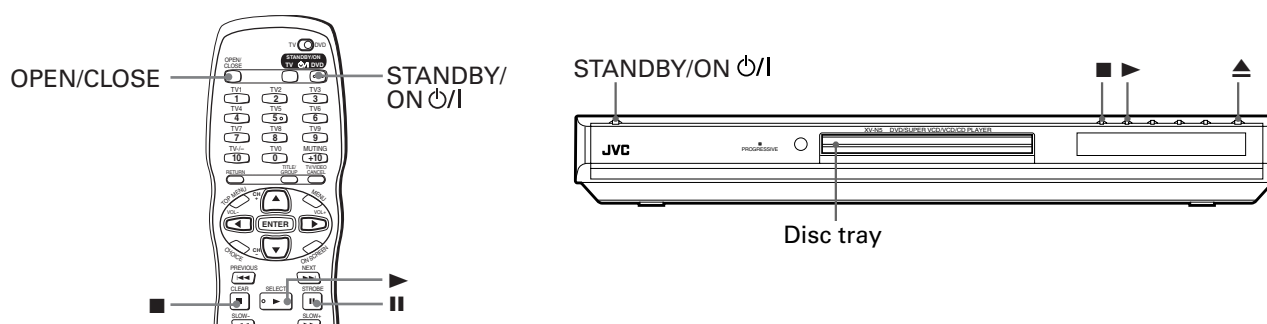 TV DVD
OPEN/
CLOSE
STANDBY/ON
TV ⏻/I DVD
OPEN/CLOSE
STANDBY/
ON ⏻/I
TV1 TV2 TV3
1 2 3
TV4 TV5 TV6
4 5 6
TV7 TV8 TV9
7 8 9
TV-/-- TV0 MUTING
10 0 +10
RETURN TITLE/
GROUP TV/VIDEO
CANCEL
TOP MENU CH
+ MENU
VOL– VOL+
ENTER
CHOICE CH
– ON SCREEN
PREVIOUS NEXT
CLEAR SELECT STROBE
SLOW– SLOW+
STANDBY/ON ⏻/I
XV-N5 DVD/SUPER VCD/VCD/CD PLAYER
JVC
PROGRESSIVE
Disc tray